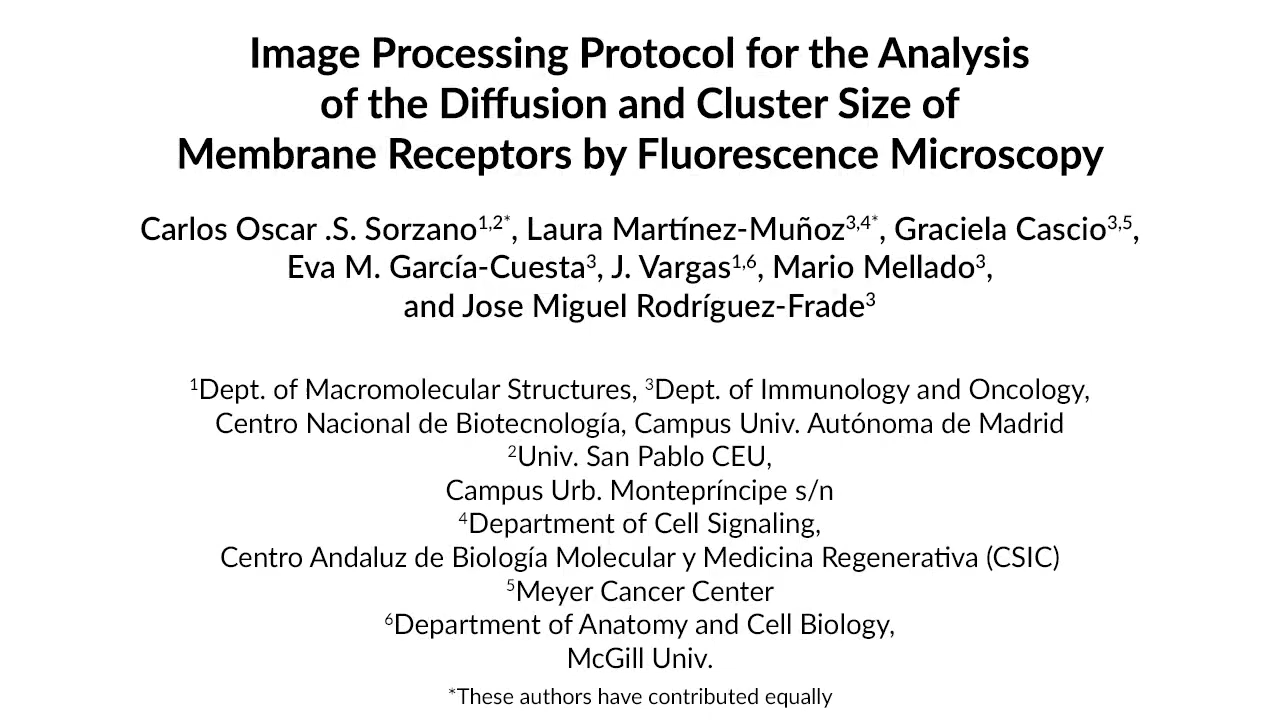 Image Processing Protocol for the Analysis
of the Diffusion and Cluster Size of
Membrane Receptors by Fluorescence Microscopy
Carlos Oscar .S. Sorzano1,2*, Laura Martínez-Muñoz3,4*, Graciela Cascio3,5,
Eva M. García-Cuesta3, J. Vargas1,6, Mario Mellado3,
and Jose Miguel Rodríguez-Frade3
1Dept. of Macromolecular Structures, 3Dept. of Immunology and Oncology,
Centro Nacional de Biotecnología, Campus Univ. Autónoma de Madrid
2Univ. San Pablo CEU,
Campus Urb. Montepríncipe s/n
4Department of Cell Signaling,
Centro Andaluz de Biología Molecular y Medicina Regenerativa (CSIC)
5Meyer Cancer Center
6Department of Anatomy and Cell Biology,
McGill Univ.
*These authors have contributed equally